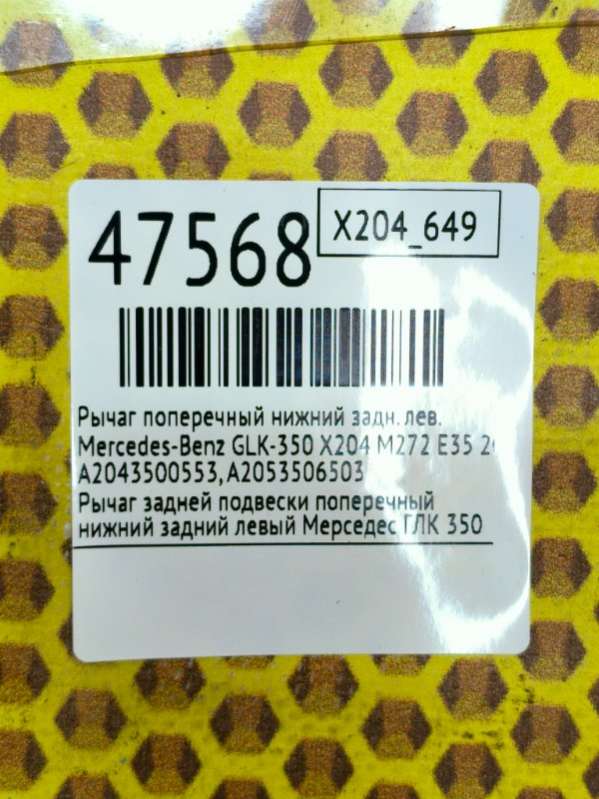 47568
X204_649
Рычаг поперечный нижний задн. лев.
Mercedes-Benz GLK-350 X204 M272 E35
A2043500553, A2053506503
Рычаг задней подвески поперечный
нижний задний левый Мерседес ГЛК 350